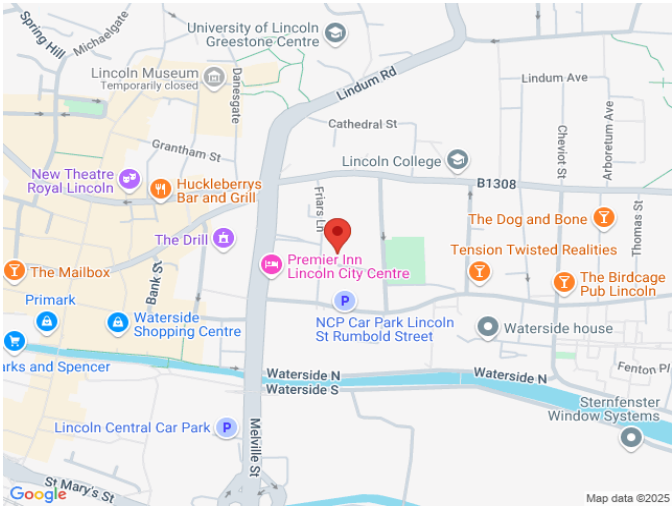 University of Lincoln
Greestone Centre
Spring Hill
Michaelgate
Lincoln Museum
Temporarily closed
Danesgate
Lindum Rd
Lindum Ave
Arboretum Ave
Cheviot St
Cathedral St
Grantham St
Lincoln College
New Theatre
Royal Lincoln
Huckleberrys
Bar and Grill
B1308
Friars Ln
Thomas St
The Dog and Bone
The Drill
Tension Twisted Realities
Premier Inn
Lincoln City Centre
The Mailbox
Bank St
The Birdcage
Pub Lincoln
Primark
Waterside
Shopping Centre
P
NCP Car Park Lincoln
St Rumbold Street
Waterside house
arks and Spencer
Waterside N
Waterside N
Fenton Pl
Waterside S
Sternfenster
Window Systems
Lincoln Central Car Park
P
Melville St
St Mary's St
Google
Map data ©2025